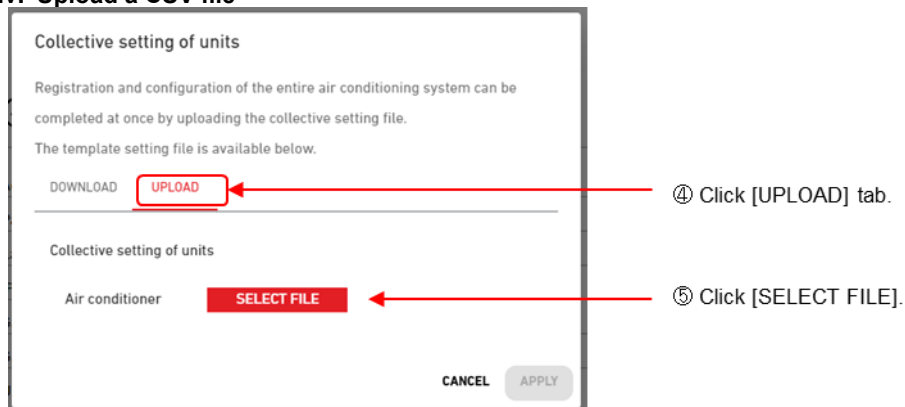 Upload a CSV file
Collective setting of units
Registration and configuration of the entire air conditioning system can be
completed at once by uploading the collective setting file.
The template setting file is available below.
DOWNLOAD UPLOAD
④ Click [UPLOAD] tab.
Collective setting of units
Air conditioner SELECT FILE
⑤ Click [SELECT FILE].
CANCEL APPLY